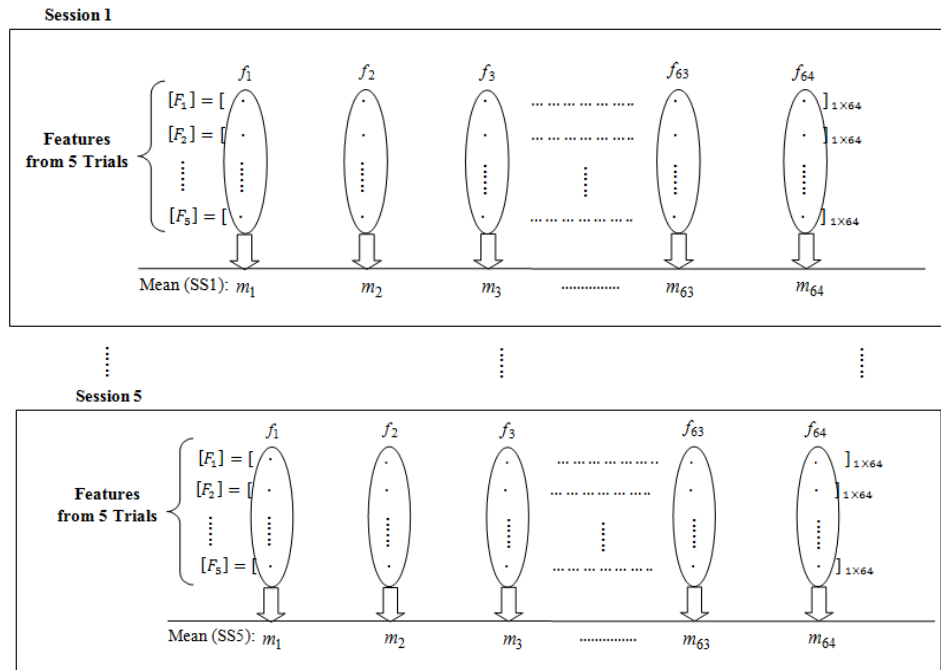 Session 1
f₁ f₂ f₃ f₆₃ f₆₄
[F₁] = [ . . . ... ... ... ... ... .. . . ]₁×₆₄
Features from 5 Trials
[F₂] = [ . . . ... ... ... ... ... .. . . ]₁×₆₄
[F₅] = [ . . . ... ... ... ... ... .. . . ]₁×₆₄
Mean (SS1): m₁ m₂ m₃ ............... m₆₃ m₆₄
Session 5
f₁ f₂ f₃ f₆₃ f₆₄
[F₁] = [ . . . ... ... ... ... ... .. . . ]₁×₆₄
[F₂] = [ . . . ... ... ... ... ... .. . . ]₁×₆₄
Features from 5 Trials
[F₅] = [ . . . ... ... ... ... ... .. . . ]₁×₆₄
Mean (SS5): m₁ m₂ m₃ ............... m₆₃ m₆₄